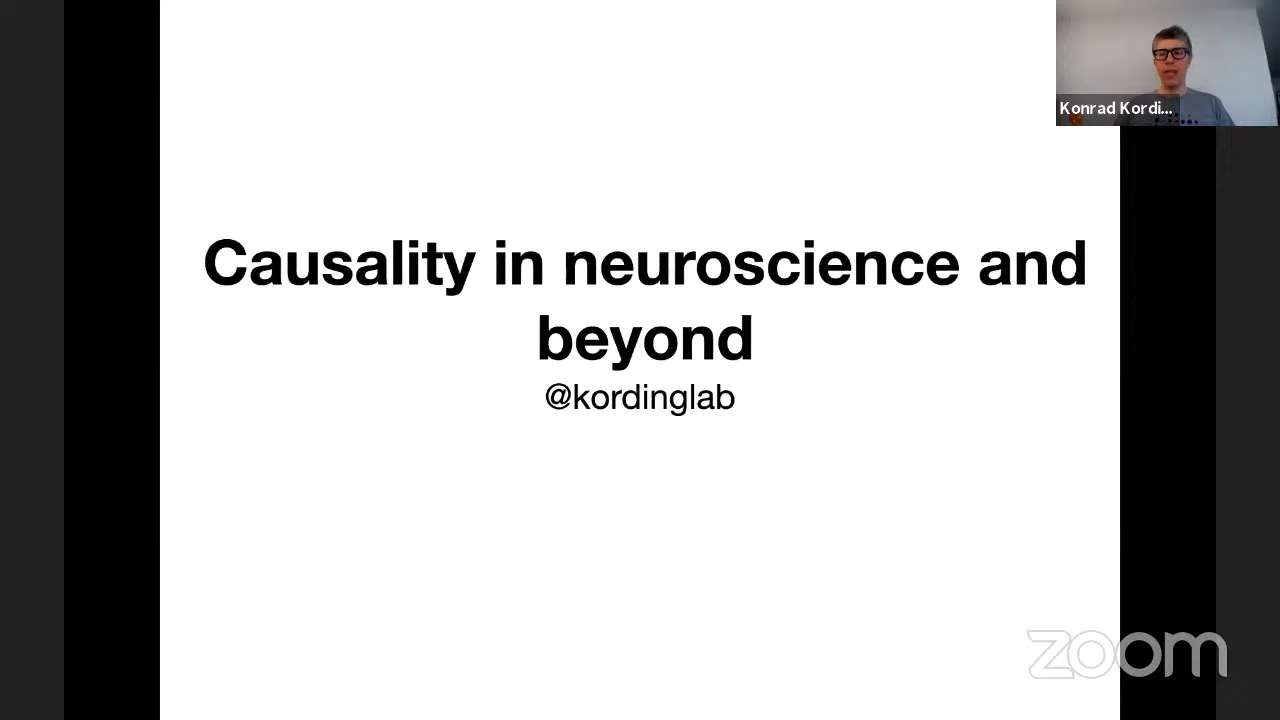 Konrad Kordi...
Causality in neuroscience and
beyond
@kordinglab
zoom